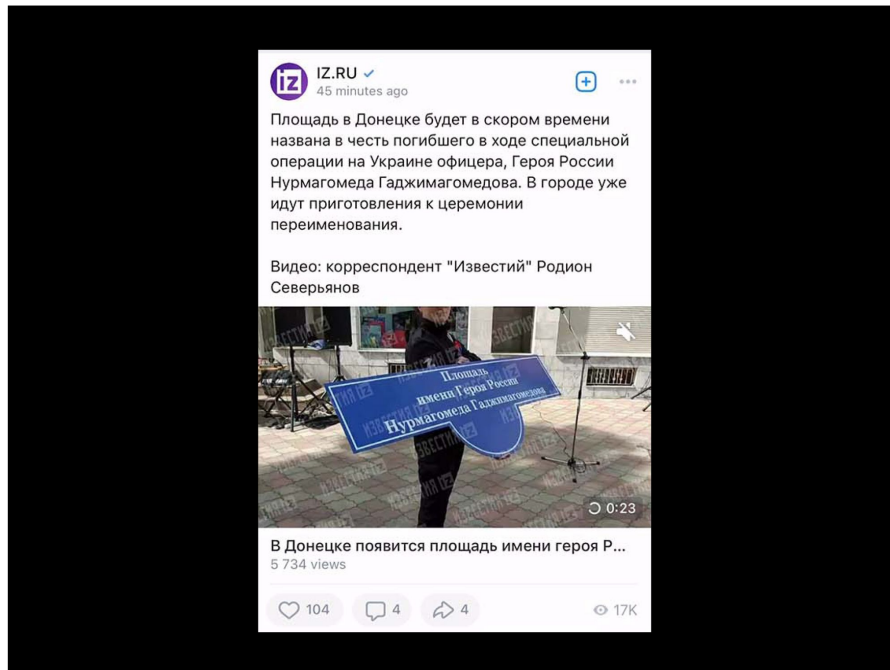 IZ.RU
45 minutes ago
Площадь в Донецке будет в скором времени
названа в честь погибшего в ходе специальной
операции на Украине офицера, Героя России
Нурмагомеда Гаджимагомедова. В городе уже
идут приготовления к церемонии
переименования.
Видео: корреспондент "Известий" Родион
Северьянов
Площадь
имени Героя России
Нурмагомеда Гаджимагомедова
ИЗВЕСТИЯ IZ
0:23
В Донецке появится площадь имени героя Р...
5 734 views
104
4
4
17K